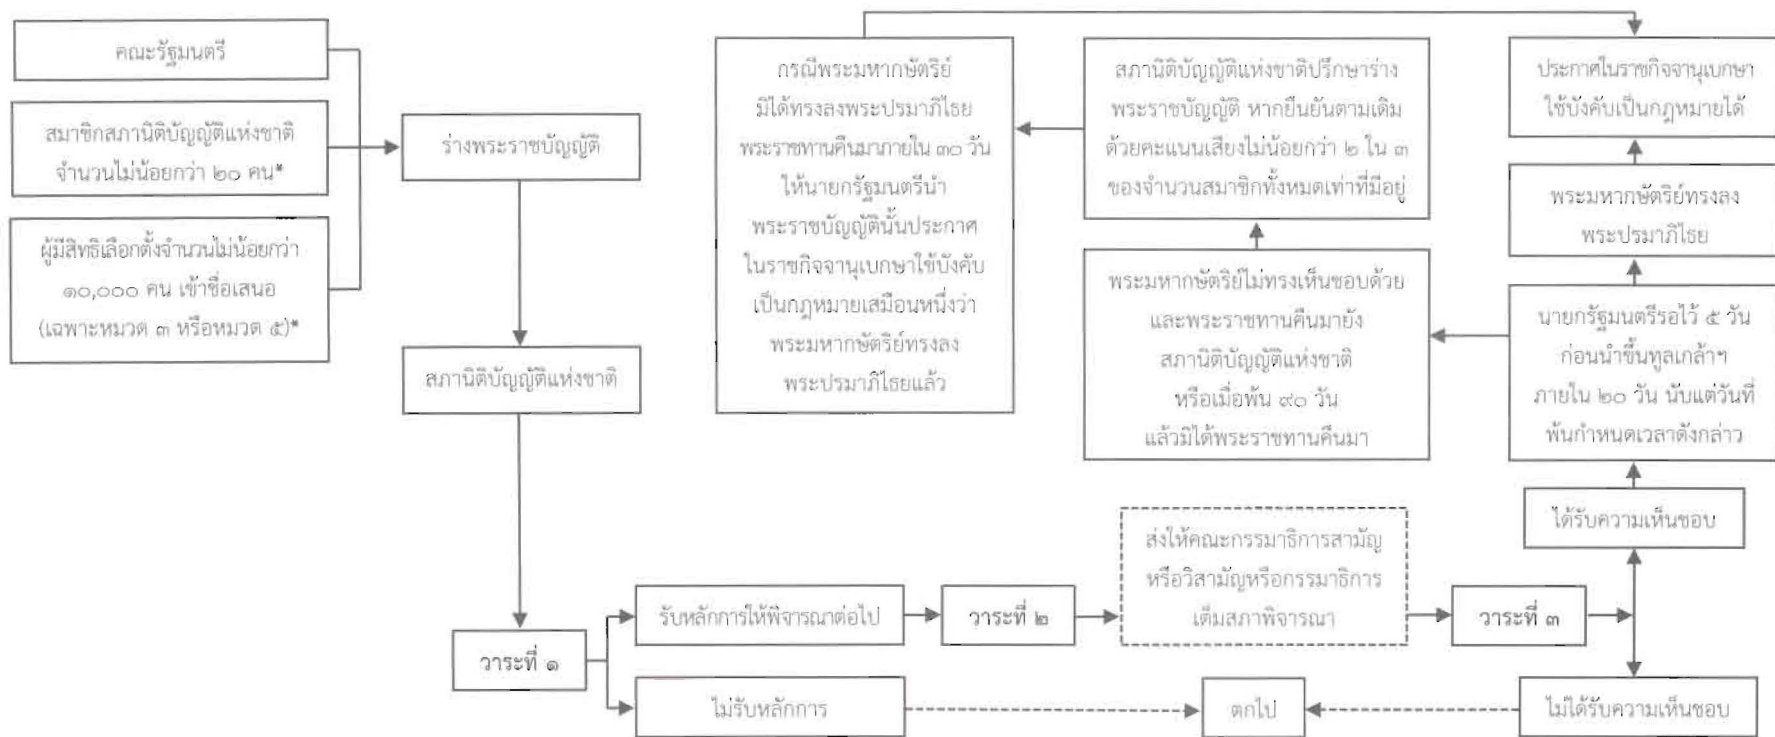 คณะรัฐมนตรี
สมาชิกสภานิติบัญญัติแห่งชาติ
จำนวนไม่น้อยกว่า ๒๐ คน*
ผู้มีสิทธิเลือกตั้งจำนวนไม่น้อยกว่า
๑๐,๐๐๐ คน เข้าชื่อเสนอ
(เฉพาะหมวด ๓ หรือหมวด ๕)*
ร่างพระราชบัญญัติ
สภานิติบัญญัติแห่งชาติ
วาระที่ ๑
รับหลักการให้พิจารณาต่อไป
ไม่รับหลักการ
วาระที่ ๒
ส่งให้คณะกรรมาธิการสามัญ
หรือวิสามัญหรือกรรมาธิการ
เต็มสภาพิจารณา
วาระที่ ๓
ตกไป
ไม่ได้รับความเห็นชอบ
ได้รับความเห็นชอบ
นายกรัฐมนตรีรอไว้ ๕ วัน
ก่อนนำขึ้นทูลเกล้าฯ
ภายใน ๒๐ วัน นับแต่วันที่
พ้นกำหนดเวลาดังกล่าว
พระมหากษัตริย์ทรงลง
พระปรมาภิไธย
ประกาศในราชกิจจานุเบกษา
ใช้บังคับเป็นกฎหมายได้
พระมหากษัตริย์ไม่ทรงเห็นชอบด้วย
และพระราชทานคืนมายัง
สภานิติบัญญัติแห่งชาติ
หรือเมื่อพ้น ๙๐ วัน
แล้วมิได้พระราชทานคืนมา
สภานิติบัญญัติแห่งชาติปรึกษาร่าง
พระราชบัญญัติ หากยืนยันตามเดิม
ด้วยคะแนนเสียงไม่น้อยกว่า ๒ ใน ๓
ของจำนวนสมาชิกทั้งหมดเท่าที่มีอยู่
กรณีพระมหากษัตริย์
มิได้ทรงลงพระปรมาภิไธย
พระราชทานคืนมาภายใน ๓๐ วัน
ให้นายกรัฐมนตรีนำ
พระราชบัญญัตินั้นประกาศ
ในราชกิจจานุเบกษาใช้บังคับ
เป็นกฎหมายเสมือนหนึ่งว่า
พระมหากษัตริย์ทรงลง
พระปรมาภิไธยแล้ว